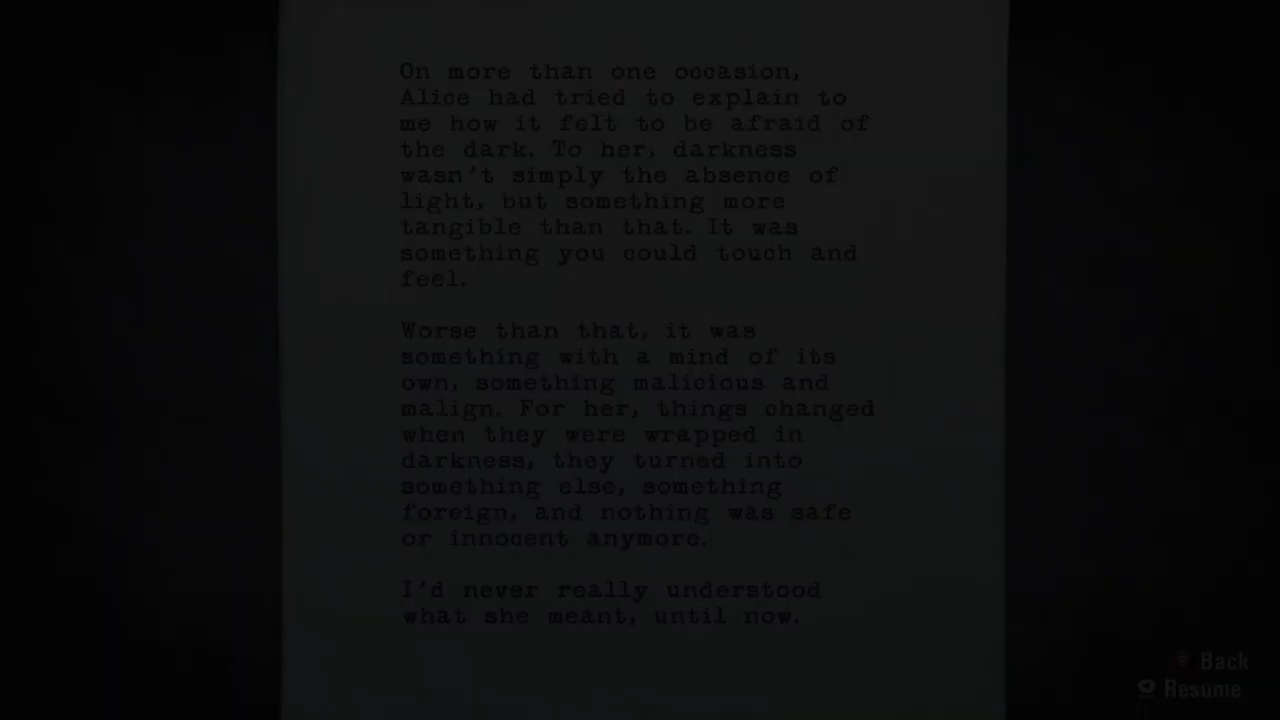 On more than one occasion,
Alice had tried to explain to
me how it felt to be afraid of
the dark. To her, darkness
wasn't simply the absence of
light, but something more
tangible than that. It was
something you could touch and
feel.
Worse than that, it was
something with a mind of its
own, something malicious and
malign. For her, things changed
when they were wrapped in
darkness, they turned into
something else, something
foreign, and nothing was safe
or innocent anymore.
I'd never really understood
what she meant, until now.
Back
Resume